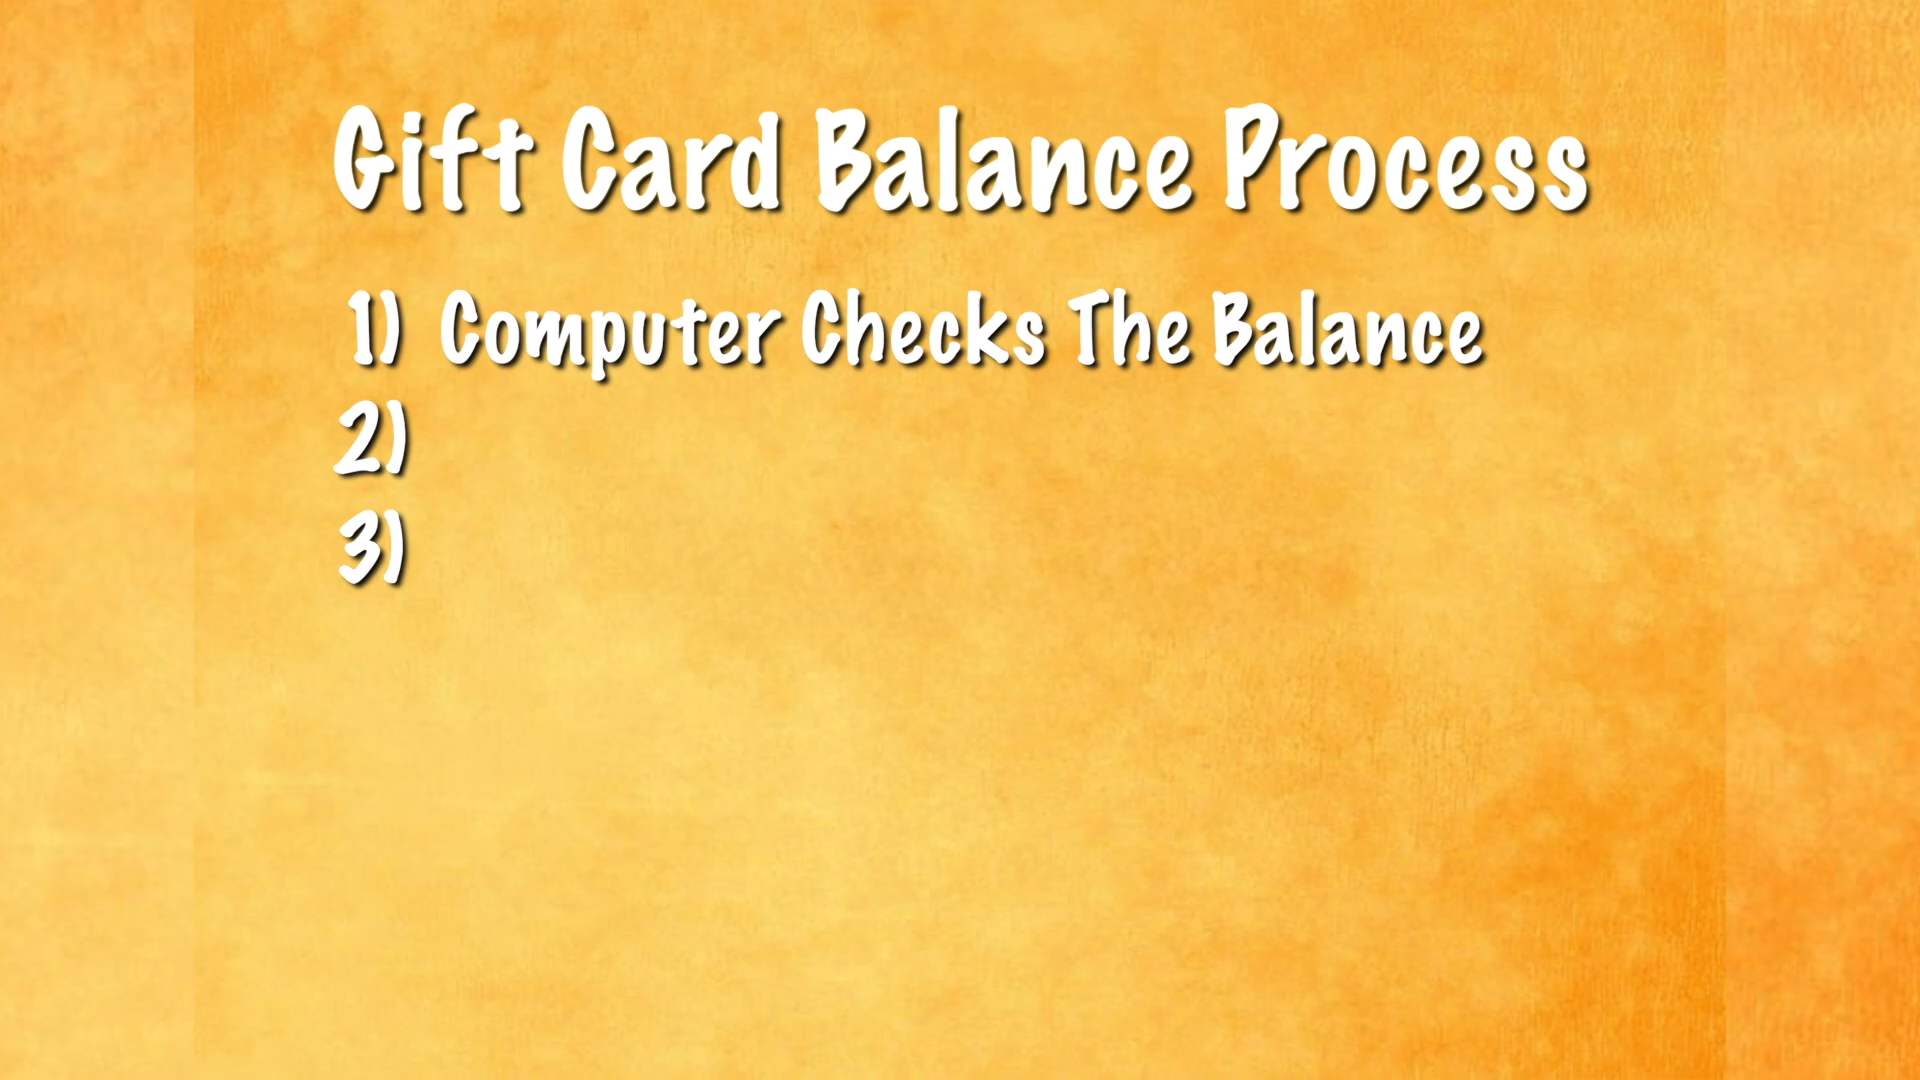 Gift Card Balance Process
1) Computer Checks The Balance
2)
3)